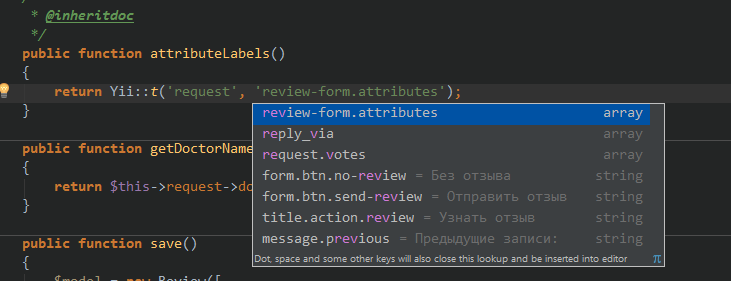 * @inheritdoc
*/
public function attributeLabels()
{
return Yii::t('request', 'review-form.attributes');
}
review-form.attributes array
reply_via array
request.votes array
form.btn.no-review = Без отзыва string
form.btn.send-review = Отправить отзыв string
title.action.review = Узнать отзыв string
message.previous = Предыдущие записи: string
Dot, space and some other keys will also close this lookup and be inserted into editor π
public function getDoctorName
{
return $this->request->do
}
public function save()
{
$model = new Review([